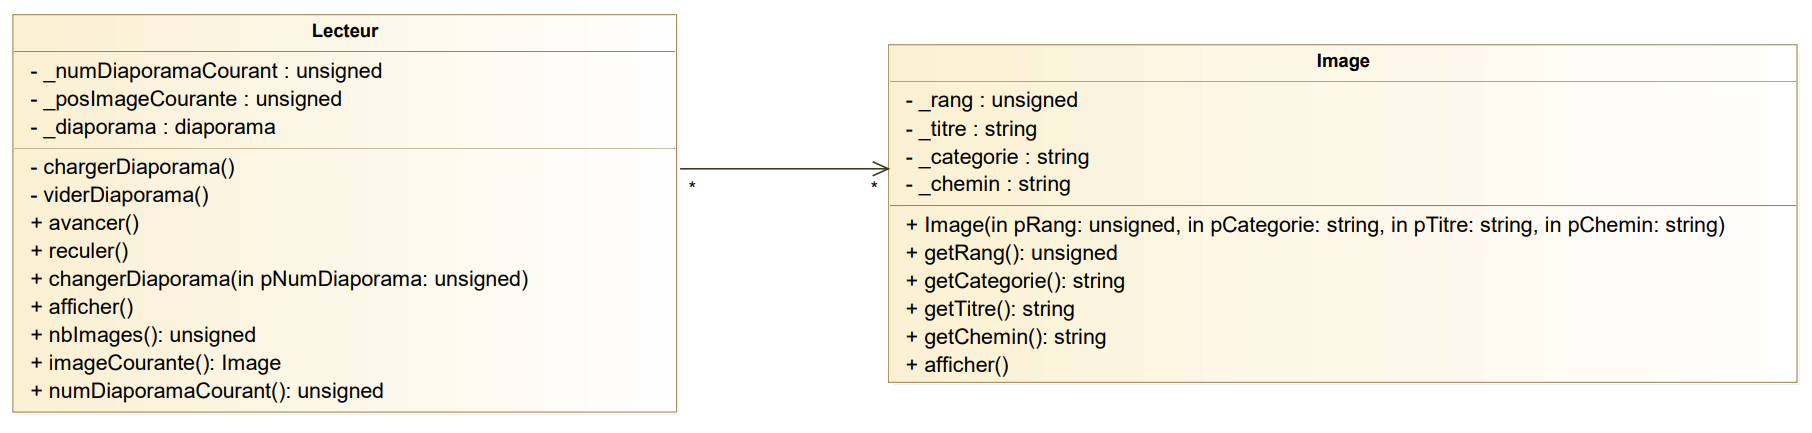 Lecteur
- _numDiaporamaCourant : unsigned
- _posImageCourante : unsigned
- _diaporama : diaporama
- chargerDiaporama()
- viderDiaporama()
+ avancer()
+ reculer()
+ changerDiaporama(in pNumDiaporama: unsigned)
+ afficher()
+ nbImages(): unsigned
+ imageCourante(): Image
+ numDiaporamaCourant(): unsigned
* *
Image
- _rang : unsigned
- _titre : string
- _categorie : string
- _chemin : string
+ Image(in pRang: unsigned, in pCategorie: string, in pTitre: string, in pChemin: string)
+ getRang(): unsigned
+ getCategorie(): string
+ getTitre(): string
+ getChemin(): string
+ afficher()